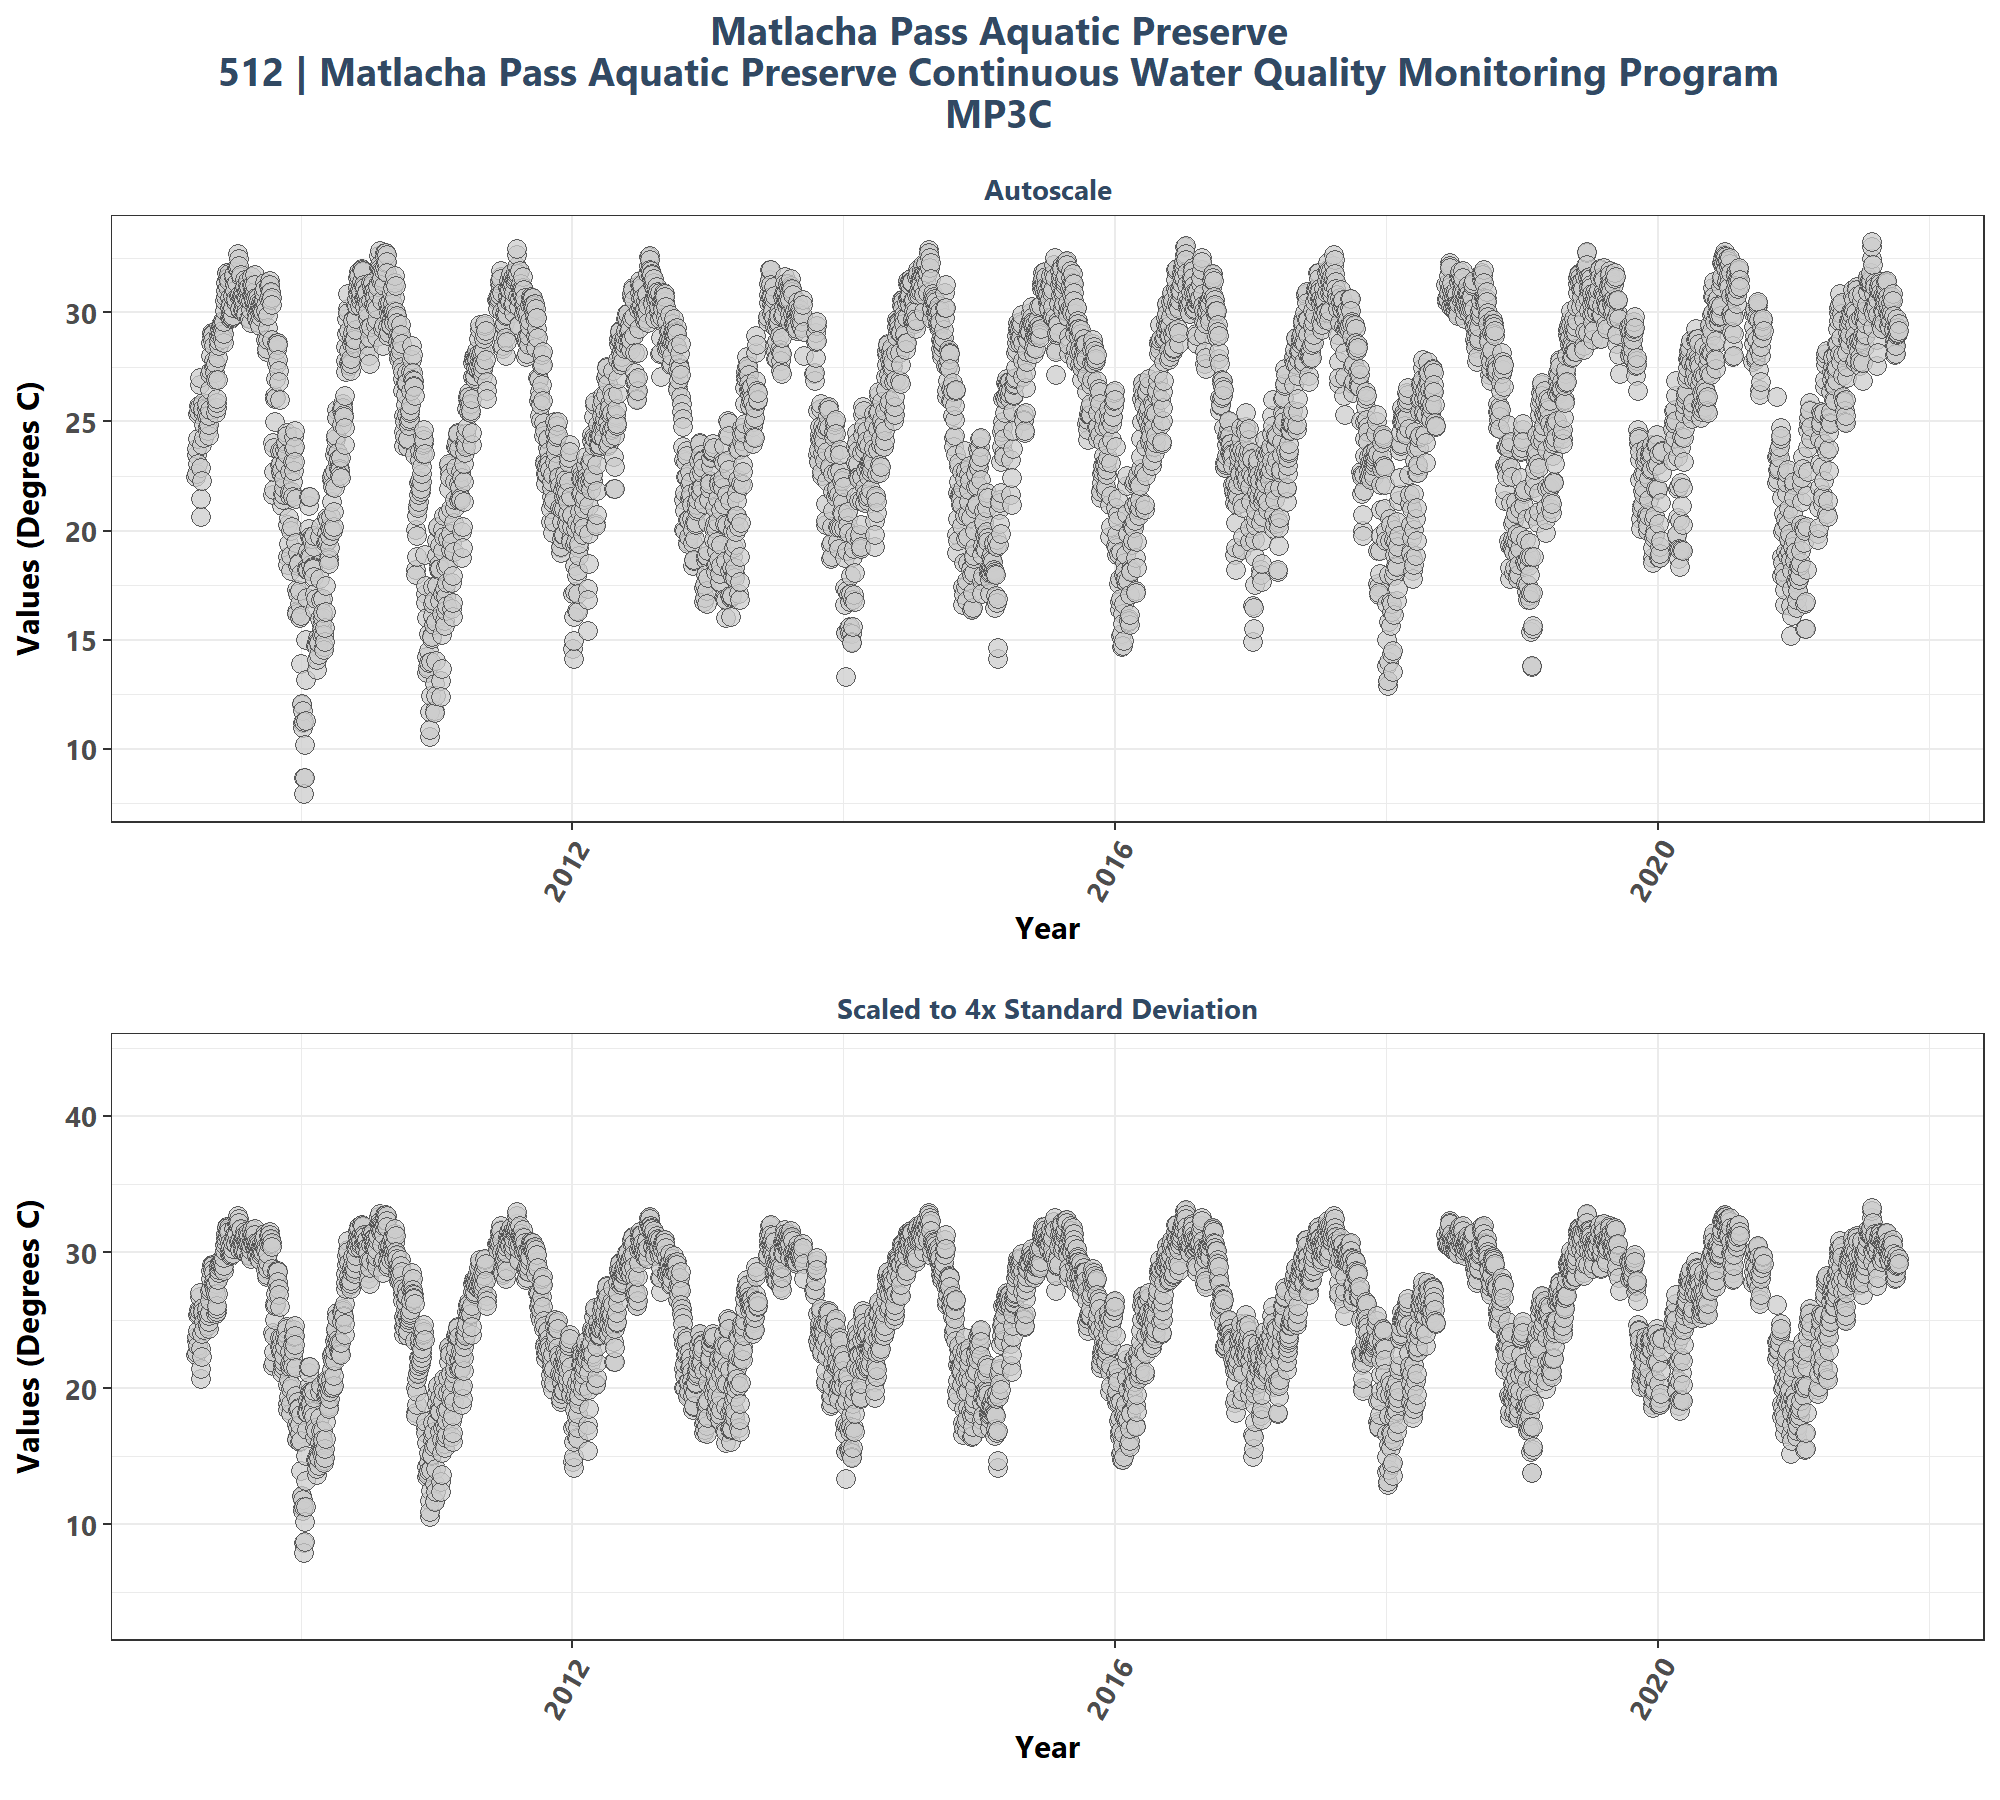 Matlacha Pass Aquatic Preserve
512 | Matlacha Pass Aquatic Preserve Continuous Water Quality Monitoring Program
MP3C
Autoscale
Values (Degrees C)
30
25
20
15
10
2012
2016
2020
Year
Scaled to 4x Standard Deviation
Values (Degrees C)
40
30
20
10
2012
2016
2020
Year